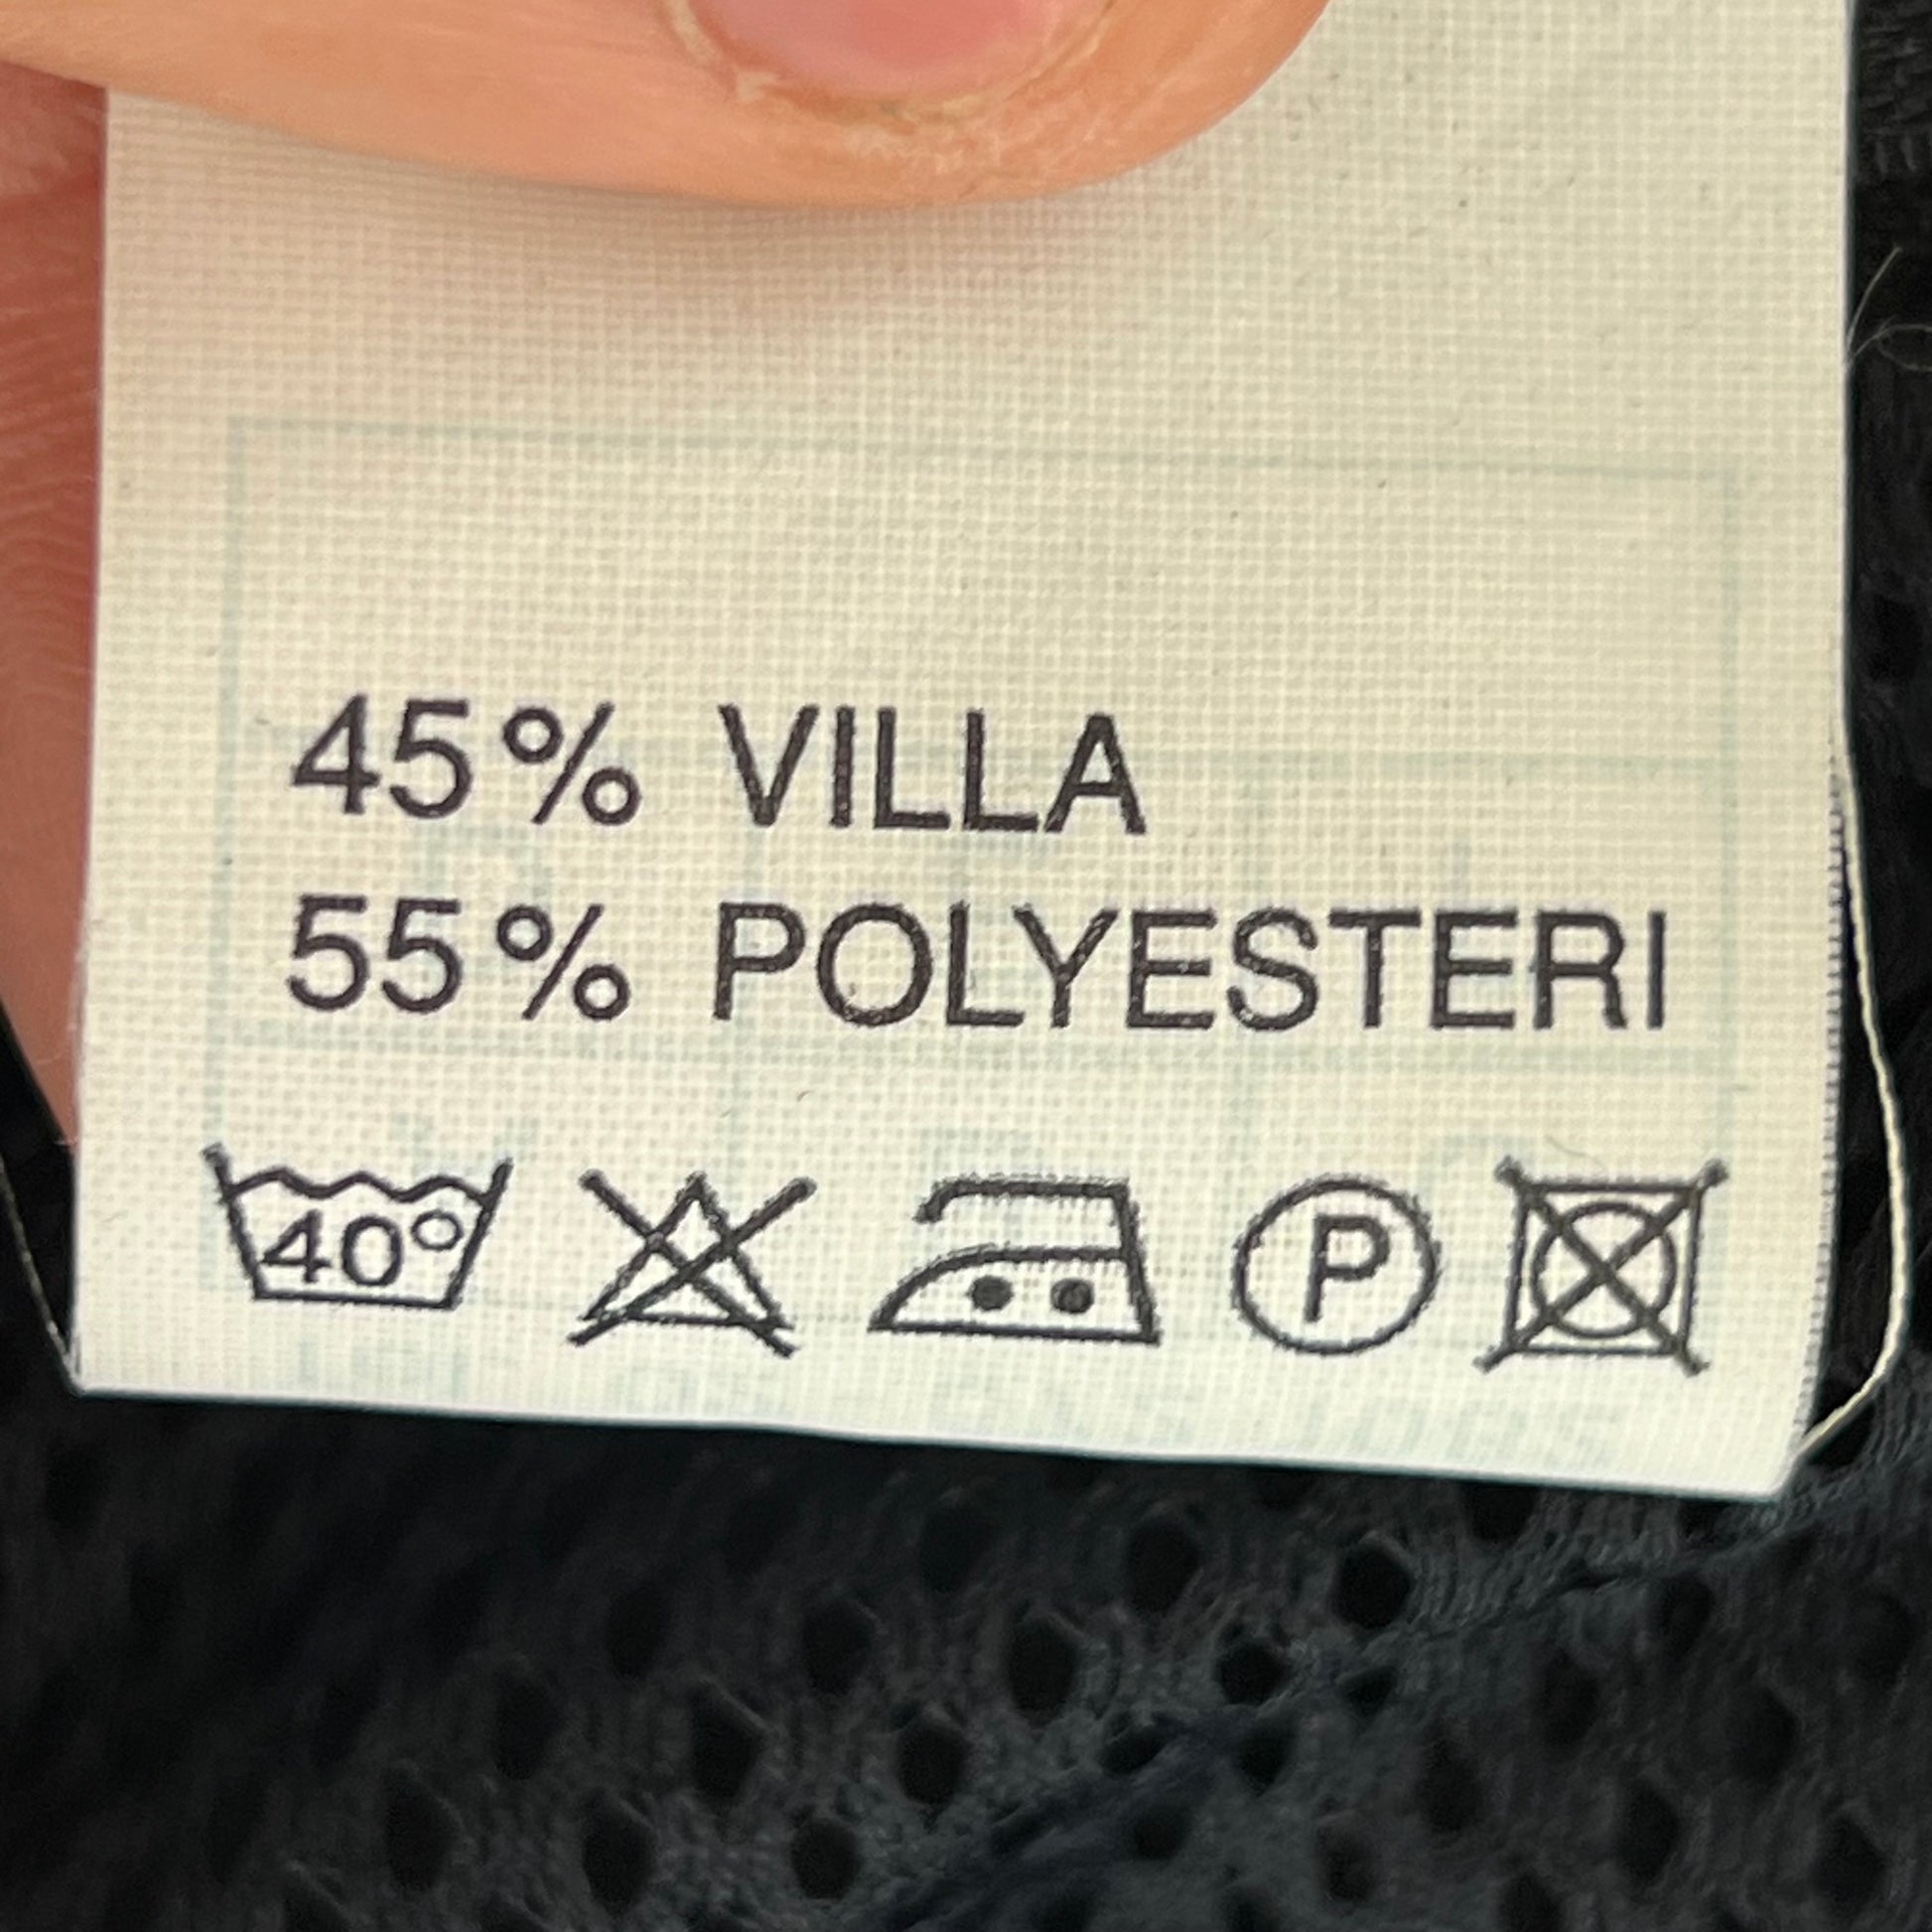 45% VILLA
55% POLYESTERI
40° P